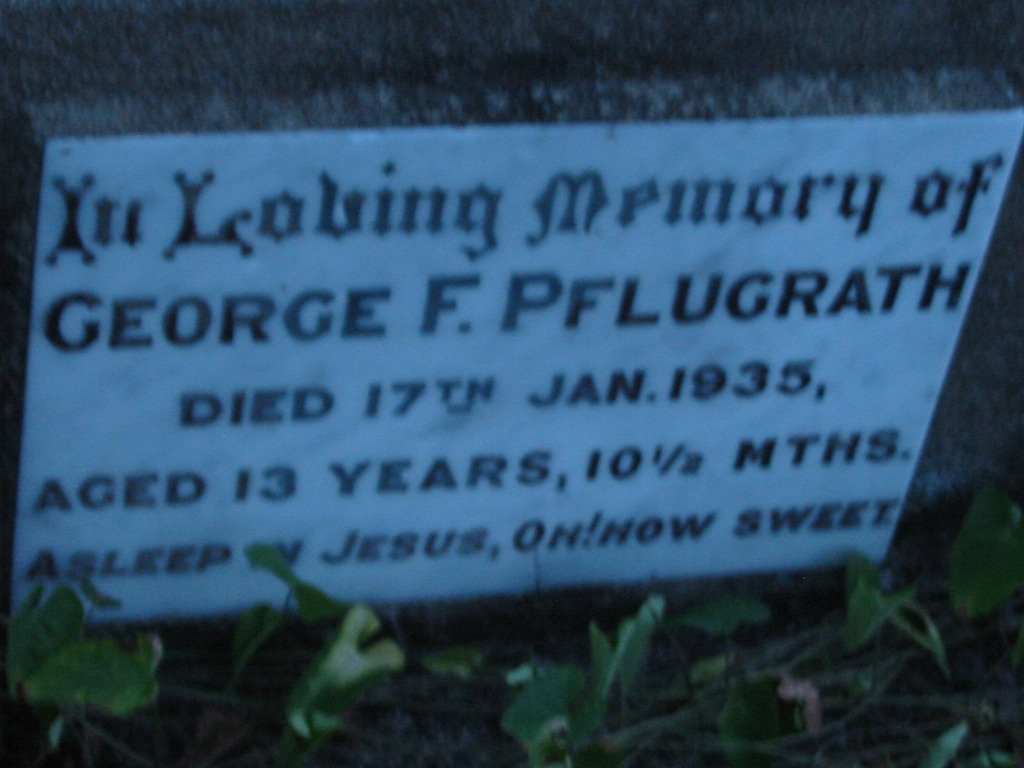 In Loving Memory of
GEORGE F. PFLUGRATH
DIED 17TH JAN. 1935,
AGED 13 YEARS, 10½ MTHS.
ASLEEP IN JESUS, OH! HOW SWEET.